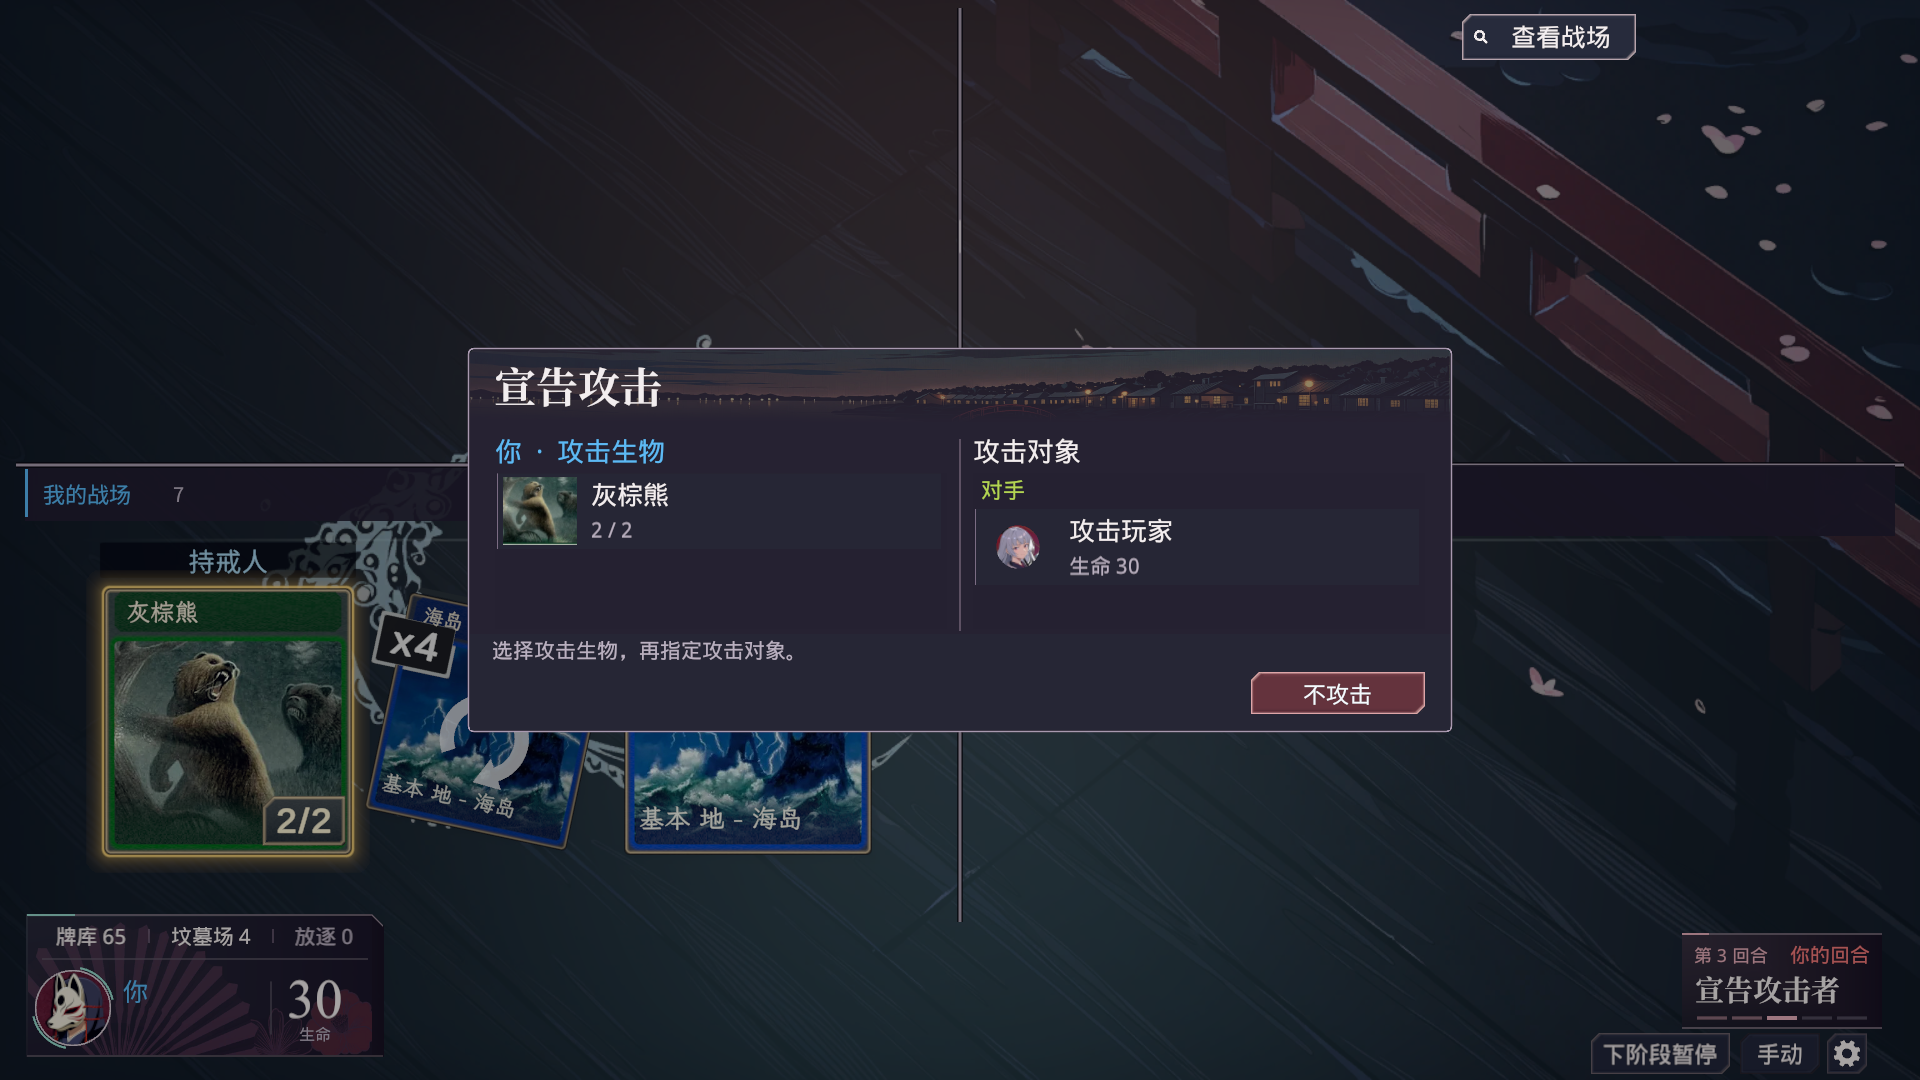 查看战场
宣告攻击
你 · 攻击生物
灰棕熊
2 / 2
攻击对象
对手
攻击玩家
生命 30
选择攻击生物，再指定攻击对象。
不攻击
我的战场 7
持戒人
灰棕熊
2/2
海岛
x4
基本 地 - 海岛
基本 地 - 海岛
牌库 65
坟墓场 4
放逐 0
你
30
生命
第 3 回合 你的回合
宣告攻击者
下阶段暂停
手动